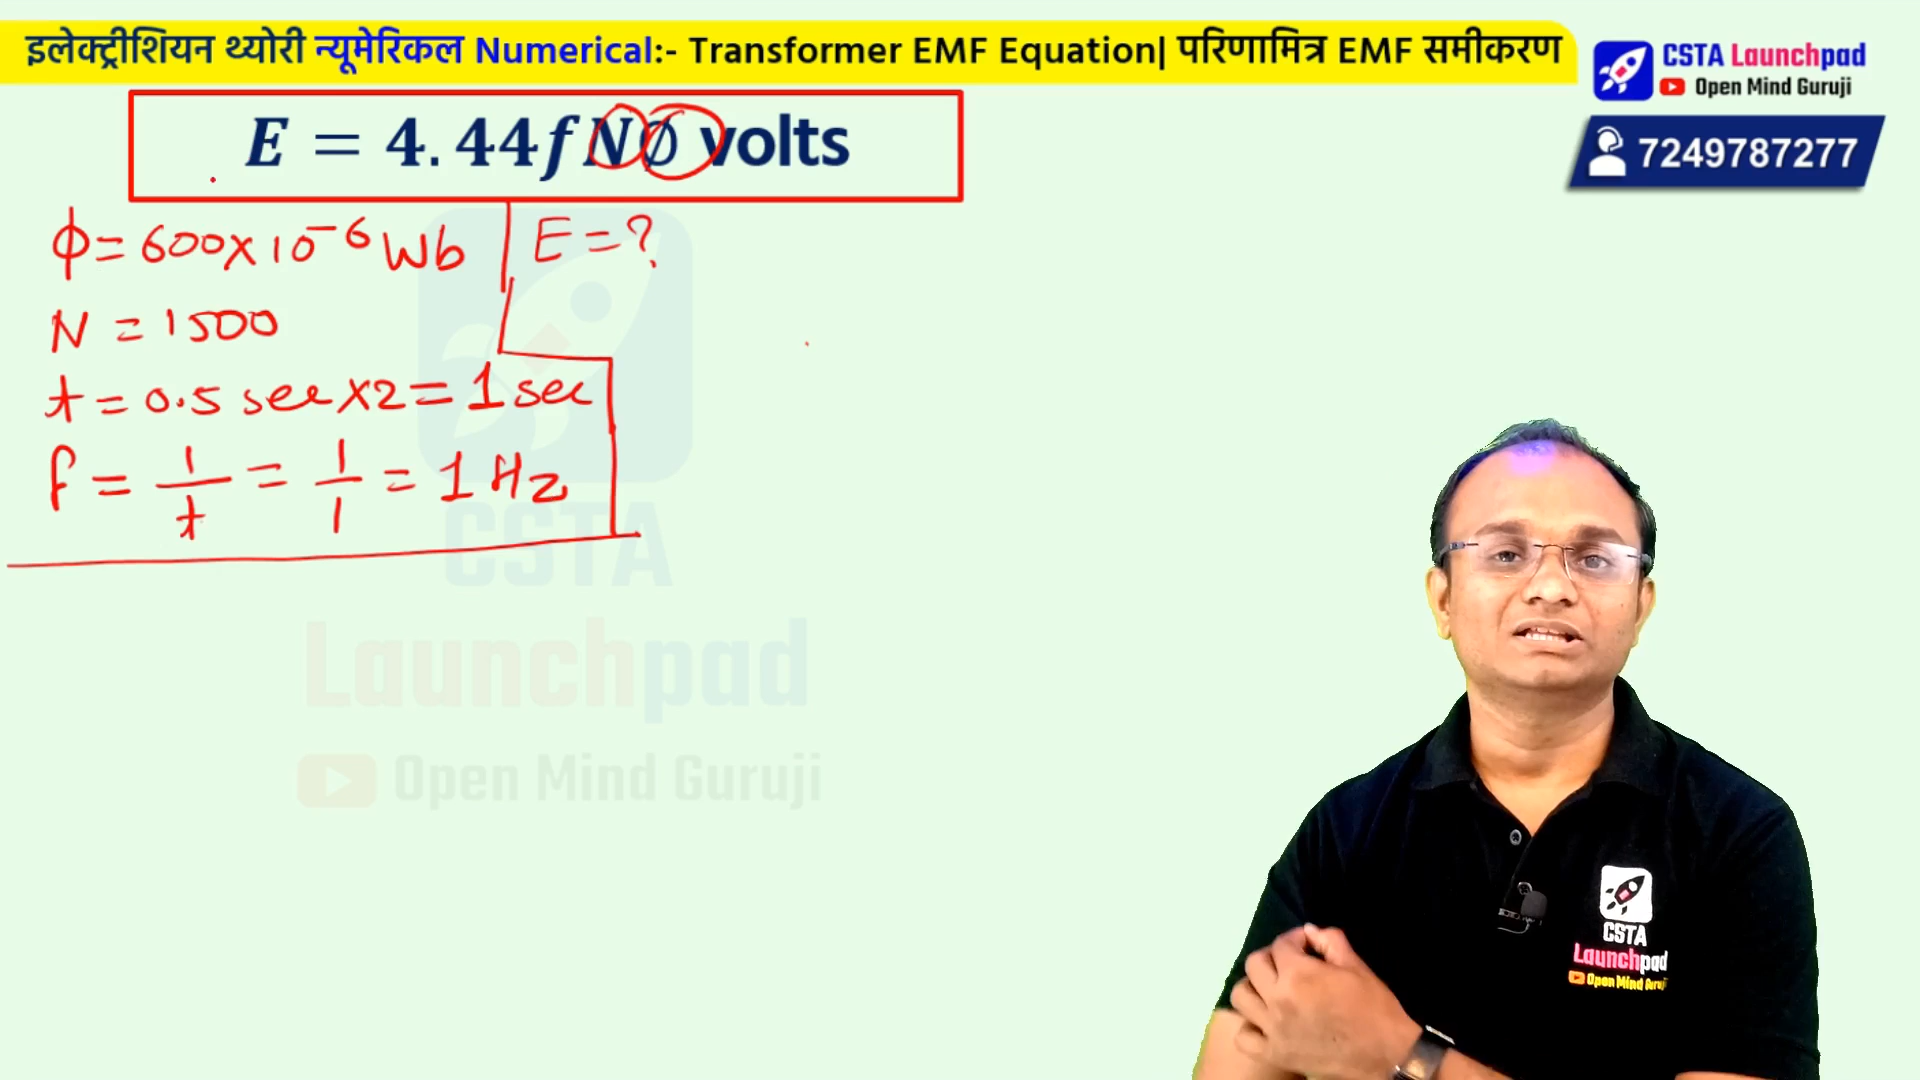 इलेक्ट्रीशियन थ्योरी न्यूमेरिकल Numerical:- Transformer EMF Equation| परिणामित्र EMF समीकरण
CSTA Launchpad
Open Mind Guruji
7249787277
E = 4.44fNØ volts
ϕ = 600×10⁻⁶ Wb
E = ?
N = 1500
t = 0.5 sec ×2 = 1 sec
f = 1/t = 1/1 = 1 Hz
CSTA
Launchpad
Open Mind Guruji
CSTA
Launchpad
Open Mind Guruji